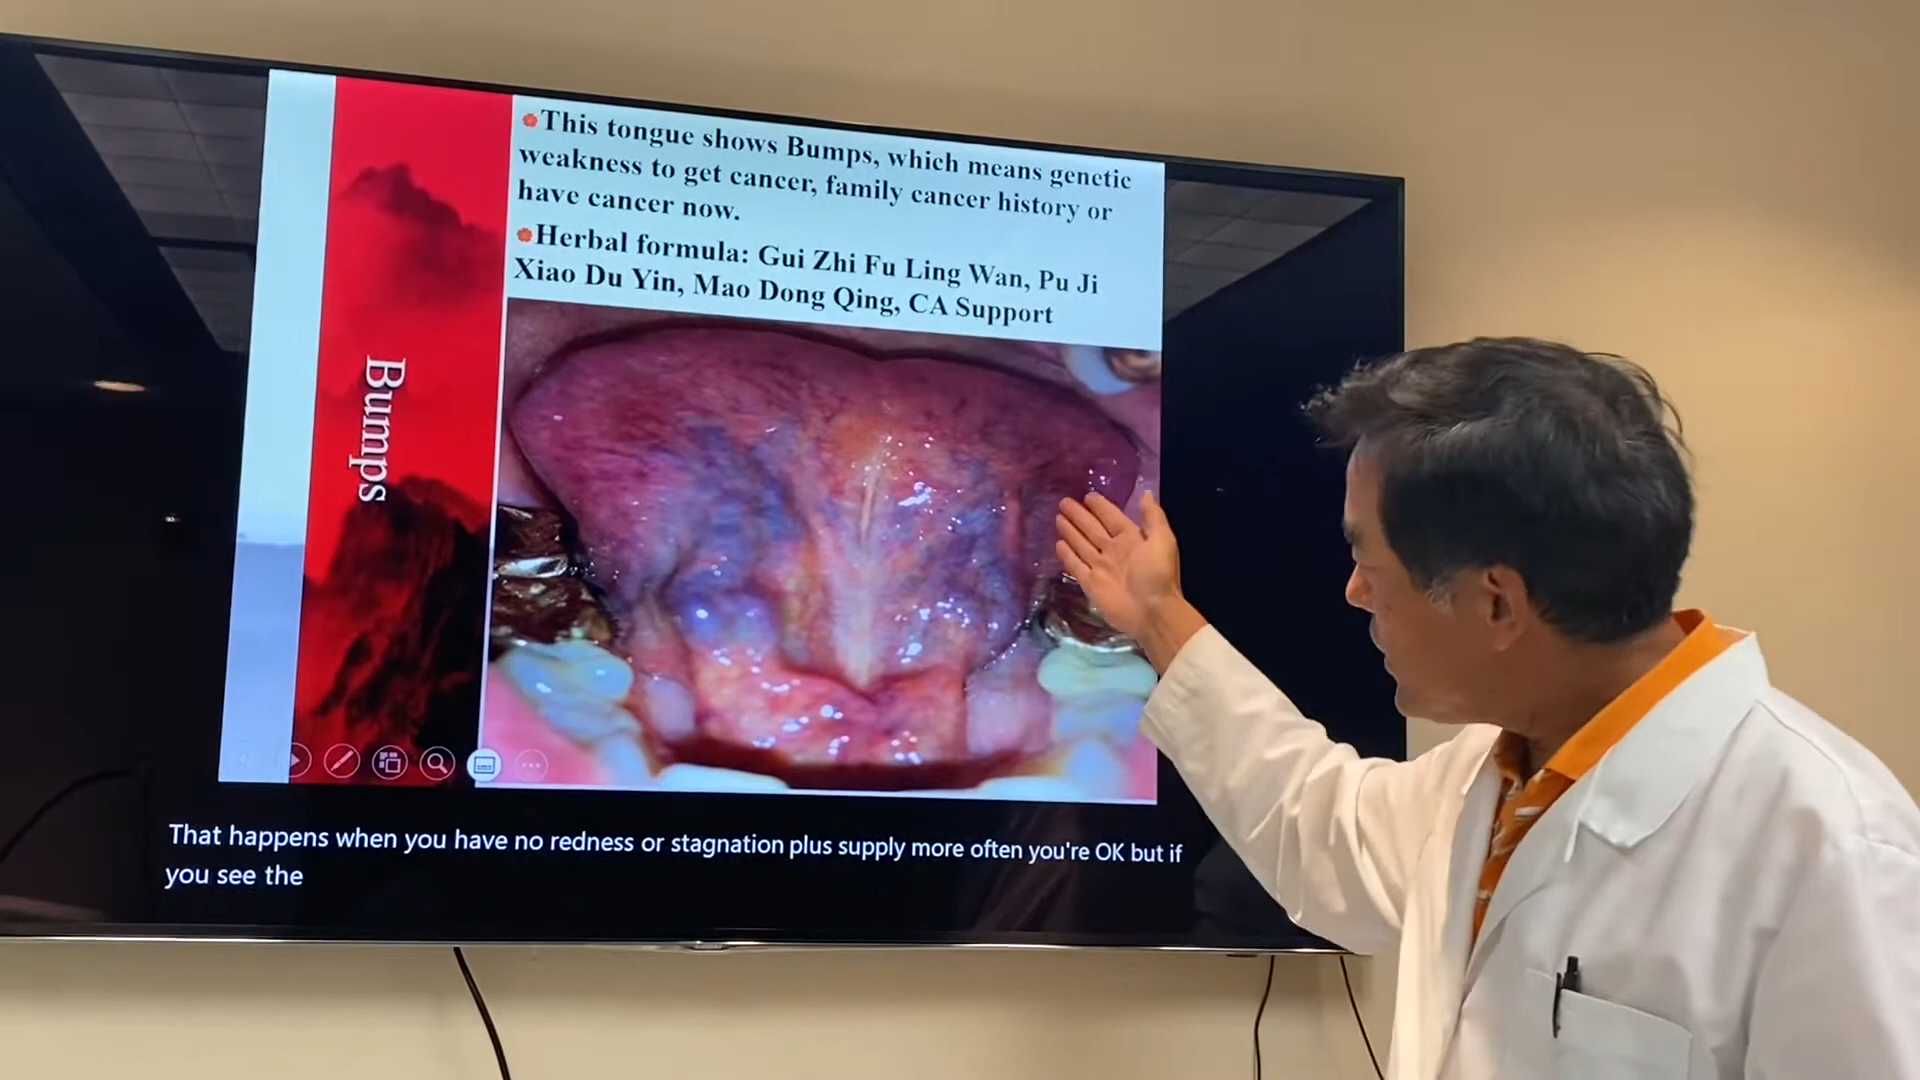 This tongue shows Bumps, which means genetic
weakness to get cancer, family cancer history or
have cancer now.
Herbal formula: Gui Zhi Fu Ling Wan, Pu Ji
Xiao Du Yin, Mao Dong Qing, CA Support
Bumps
That happens when you have no redness or stagnation plus supply more often you're OK but if
you see the